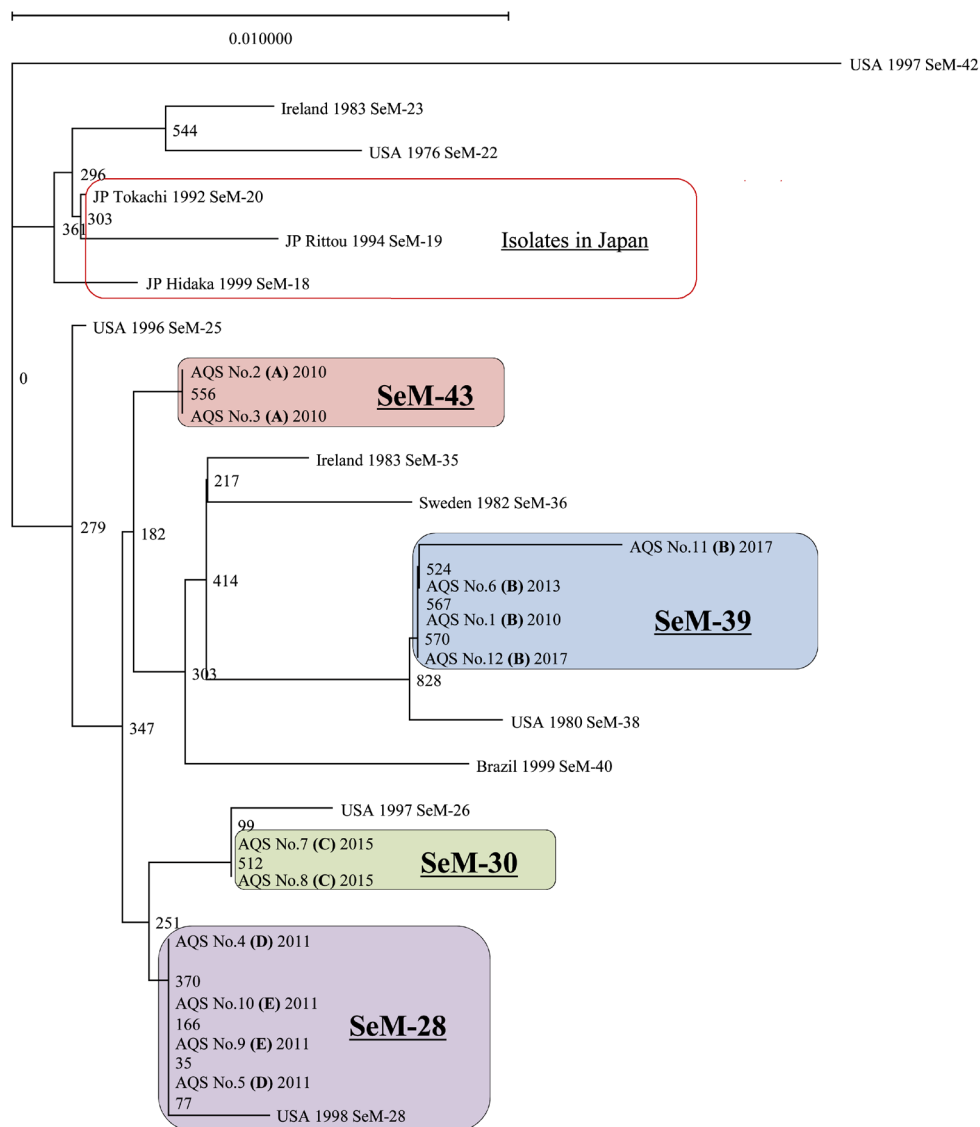 0.010000
USA 1997 SeM-42
Ireland 1983 SeM-23
544
USA 1976 SeM-22
296
JP Tokachi 1992 SeM-20
303
361
JP Rittou 1994 SeM-19
Isolates in Japan
JP Hidaka 1999 SeM-18
USA 1996 SeM-25
0
AQS No.2 (A) 2010
556
SeM-43
AQS No.3 (A) 2010
Ireland 1983 SeM-35
217
Sweden 1982 SeM-36
279
182
AQS No.11 (B) 2017
524
414
AQS No.6 (B) 2013
567
AQS No.1 (B) 2010
SeM-39
570
AQS No.12 (B) 2017
303
828
USA 1980 SeM-38
347
Brazil 1999 SeM-40
USA 1997 SeM-26
99
AQS No.7 (C) 2015
512
SeM-30
AQS No.8 (C) 2015
251
AQS No.4 (D) 2011
370
AQS No.10 (E) 2011
166
SeM-28
AQS No.9 (E) 2011
35
AQS No.5 (D) 2011
77
USA 1998 SeM-28